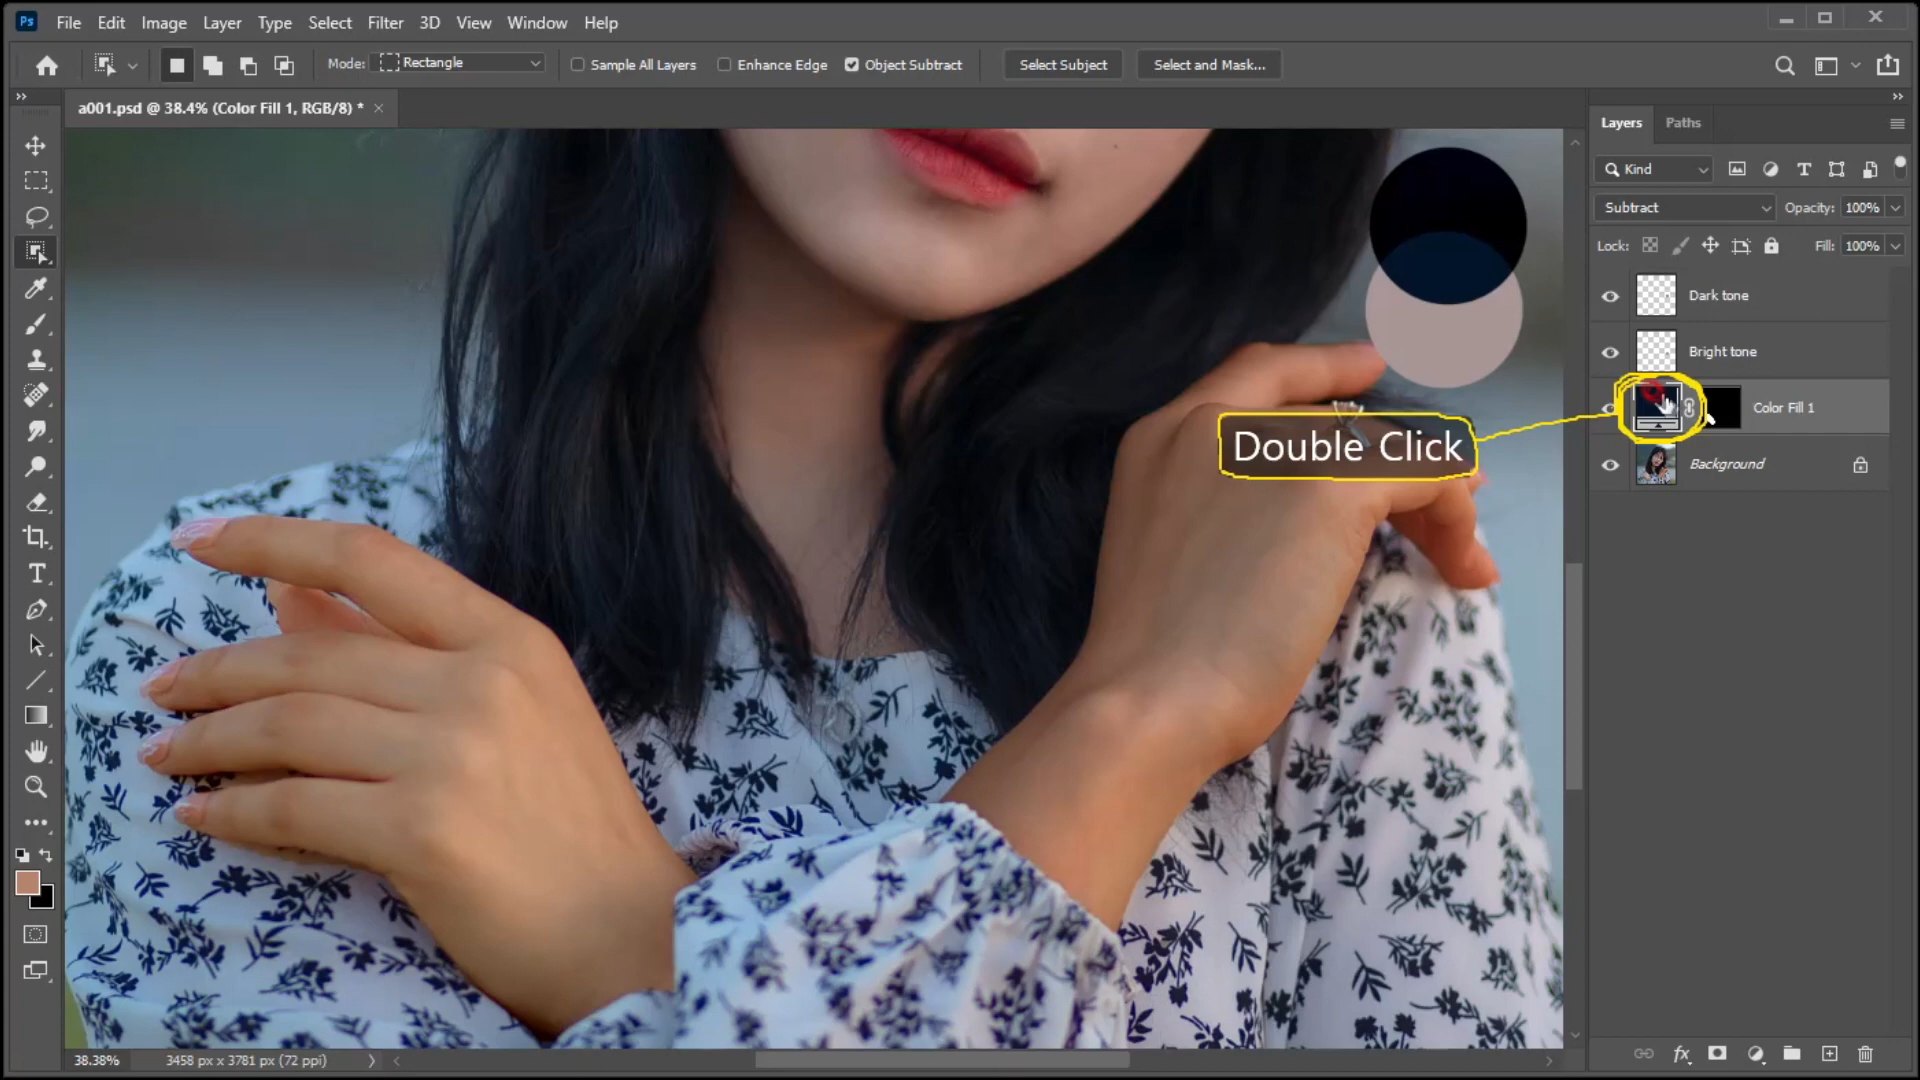 Ps File Edit Image Layer Type Select Filter 3D View Window Help
Mode: Rectangle Sample All Layers Enhance Edge Object Subtract Select Subject Select and Mask...
a001.psd @ 38.4% (Color Fill 1, RGB/8) *
Layers Paths
Kind
Subtract Opacity: 100%
Lock: Fill: 100%
Dark tone
Bright tone
Color Fill 1
Background
Double Click
38.38% 3458 px x 3781 px (72 ppi)